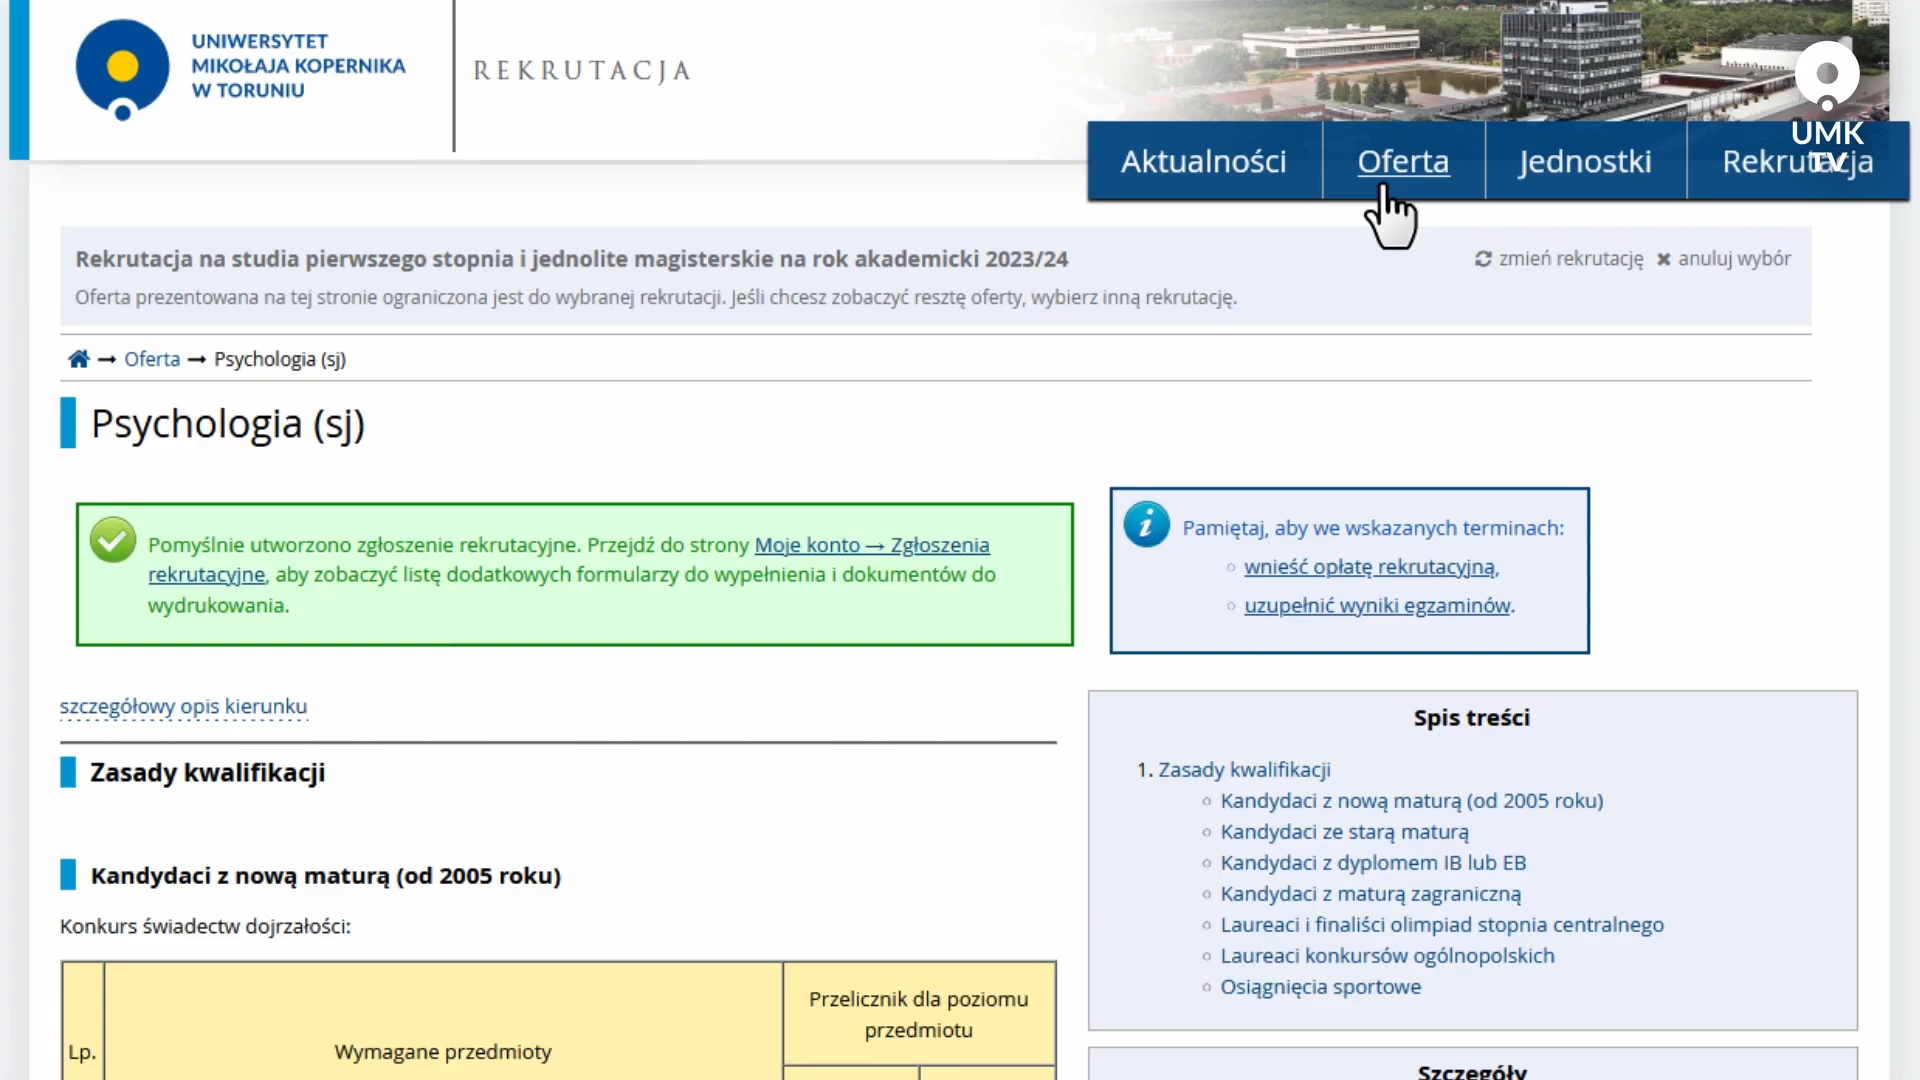 UNIWERSYTET
MIKOŁAJA KOPERNIKA
W TORUNIU
REKRUTACJA
UMK
TV
Aktualności
Oferta
Jednostki
Rekrutacja
Rekrutacja na studia pierwszego stopnia i jednolite magisterskie na rok akademicki 2023/24
zmień rekrutację
anuluj wybór
Oferta prezentowana na tej stronie ograniczona jest do wybranej rekrutacji. Jeśli chcesz zobaczyć resztę oferty, wybierz inną rekrutację.
→ Oferta → Psychologia (sj)
Psychologia (sj)
Pomyślnie utworzono zgłoszenie rekrutacyjne. Przejdź do strony Moje konto → Zgłoszenia
rekrutacyjne, aby zobaczyć listę dodatkowych formularzy do wypełnienia i dokumentów do
wydrukowania.
Pamiętaj, aby we wskazanych terminach:
wnieść opłatę rekrutacyjną,
uzupełnić wyniki egzaminów.
szczegółowy opis kierunku
Zasady kwalifikacji
Kandydaci z nową maturą (od 2005 roku)
Konkurs świadectw dojrzałości:
Lp.
Wymagane przedmioty
Przelicznik dla poziomu
przedmiotu
Spis treści
1. Zasady kwalifikacji
Kandydaci z nową maturą (od 2005 roku)
Kandydaci ze starą maturą
Kandydaci z dyplomem IB lub EB
Kandydaci z maturą zagraniczną
Laureaci i finaliści olimpiad stopnia centralnego
Laureaci konkursów ogólnopolskich
Osiągnięcia sportowe
Szczegóły